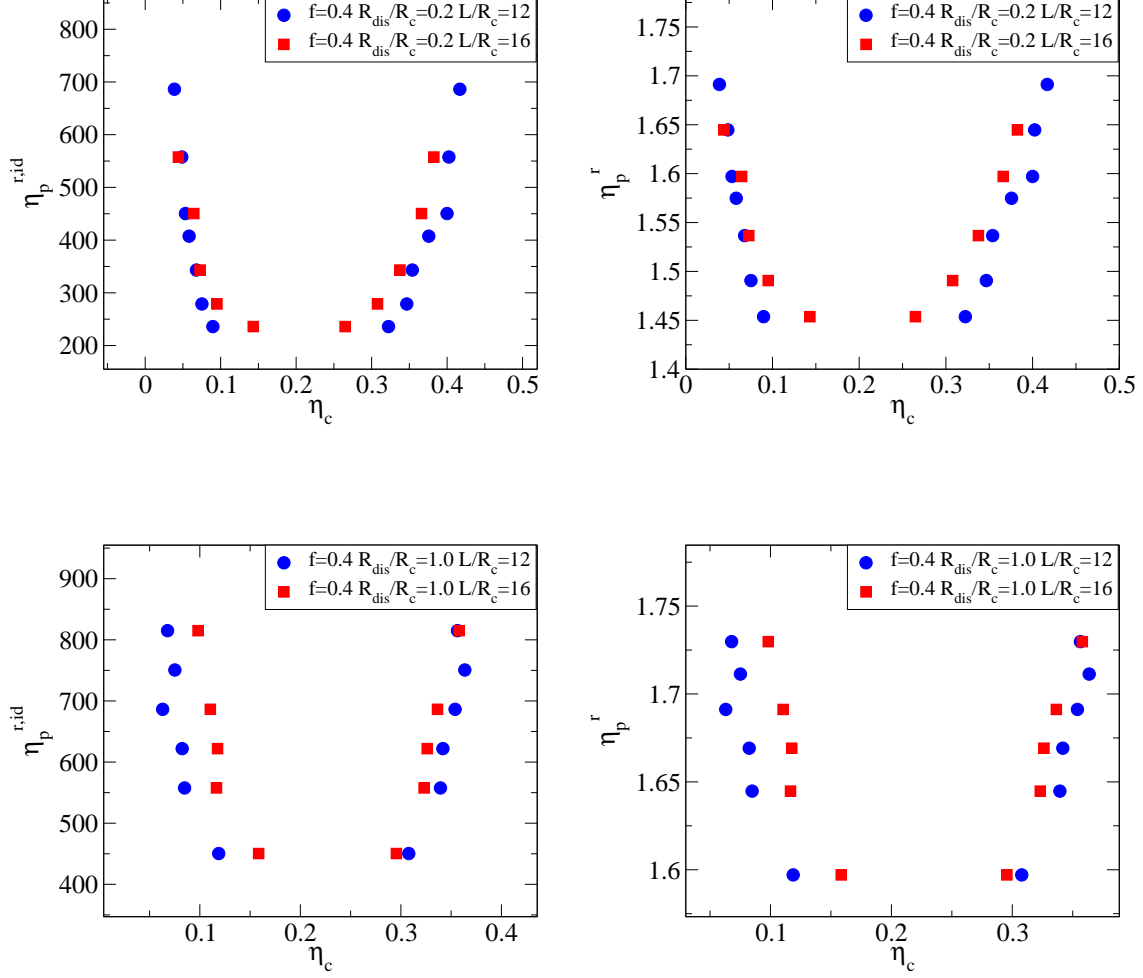 f=0.4 R_dis/R_c=0.2 L/R_c=12
f=0.4 R_dis/R_c=0.2 L/R_c=16
800
700
600
500
400
300
200
η_p^r,id
0 0.1 0.2 0.3 0.4 0.5
η_c
f=0.4 R_dis/R_c=0.2 L/R_c=12
f=0.4 R_dis/R_c=0.2 L/R_c=16
1.75
1.7
1.65
1.6
1.55
1.5
1.45
1.4
η_p^r
0 0.1 0.2 0.3 0.4 0.5
η_c
f=0.4 R_dis/R_c=1.0 L/R_c=12
f=0.4 R_dis/R_c=1.0 L/R_c=16
900
800
700
600
500
400
η_p^r,id
0.1 0.2 0.3 0.4
η_c
f=0.4 R_dis/R_c=1.0 L/R_c=12
f=0.4 R_dis/R_c=1.0 L/R_c=16
1.75
1.7
1.65
1.6
η_p^r
0.1 0.2 0.3
η_c